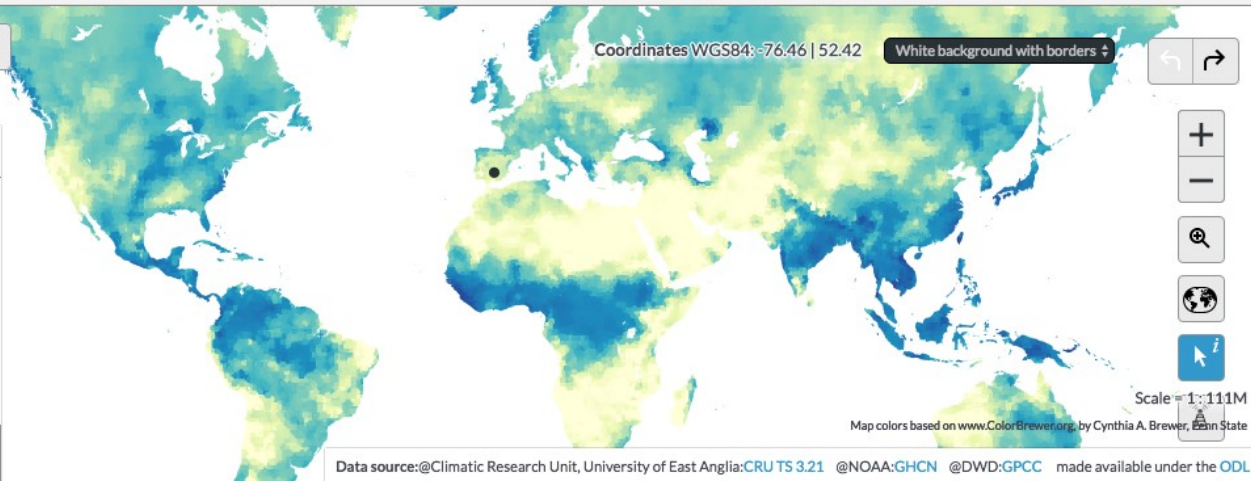 Coordinates WGS84: -76.46 | 52.42
White background with borders
+
−
i
Scale = 1 : 111M
Map colors based on www.ColorBrewer.org, by Cynthia A. Brewer, Penn State
Data source:@Climatic Research Unit, University of East Anglia:CRU TS 3.21 @NOAA:GHCN @DWD:GPCC made available under the ODL